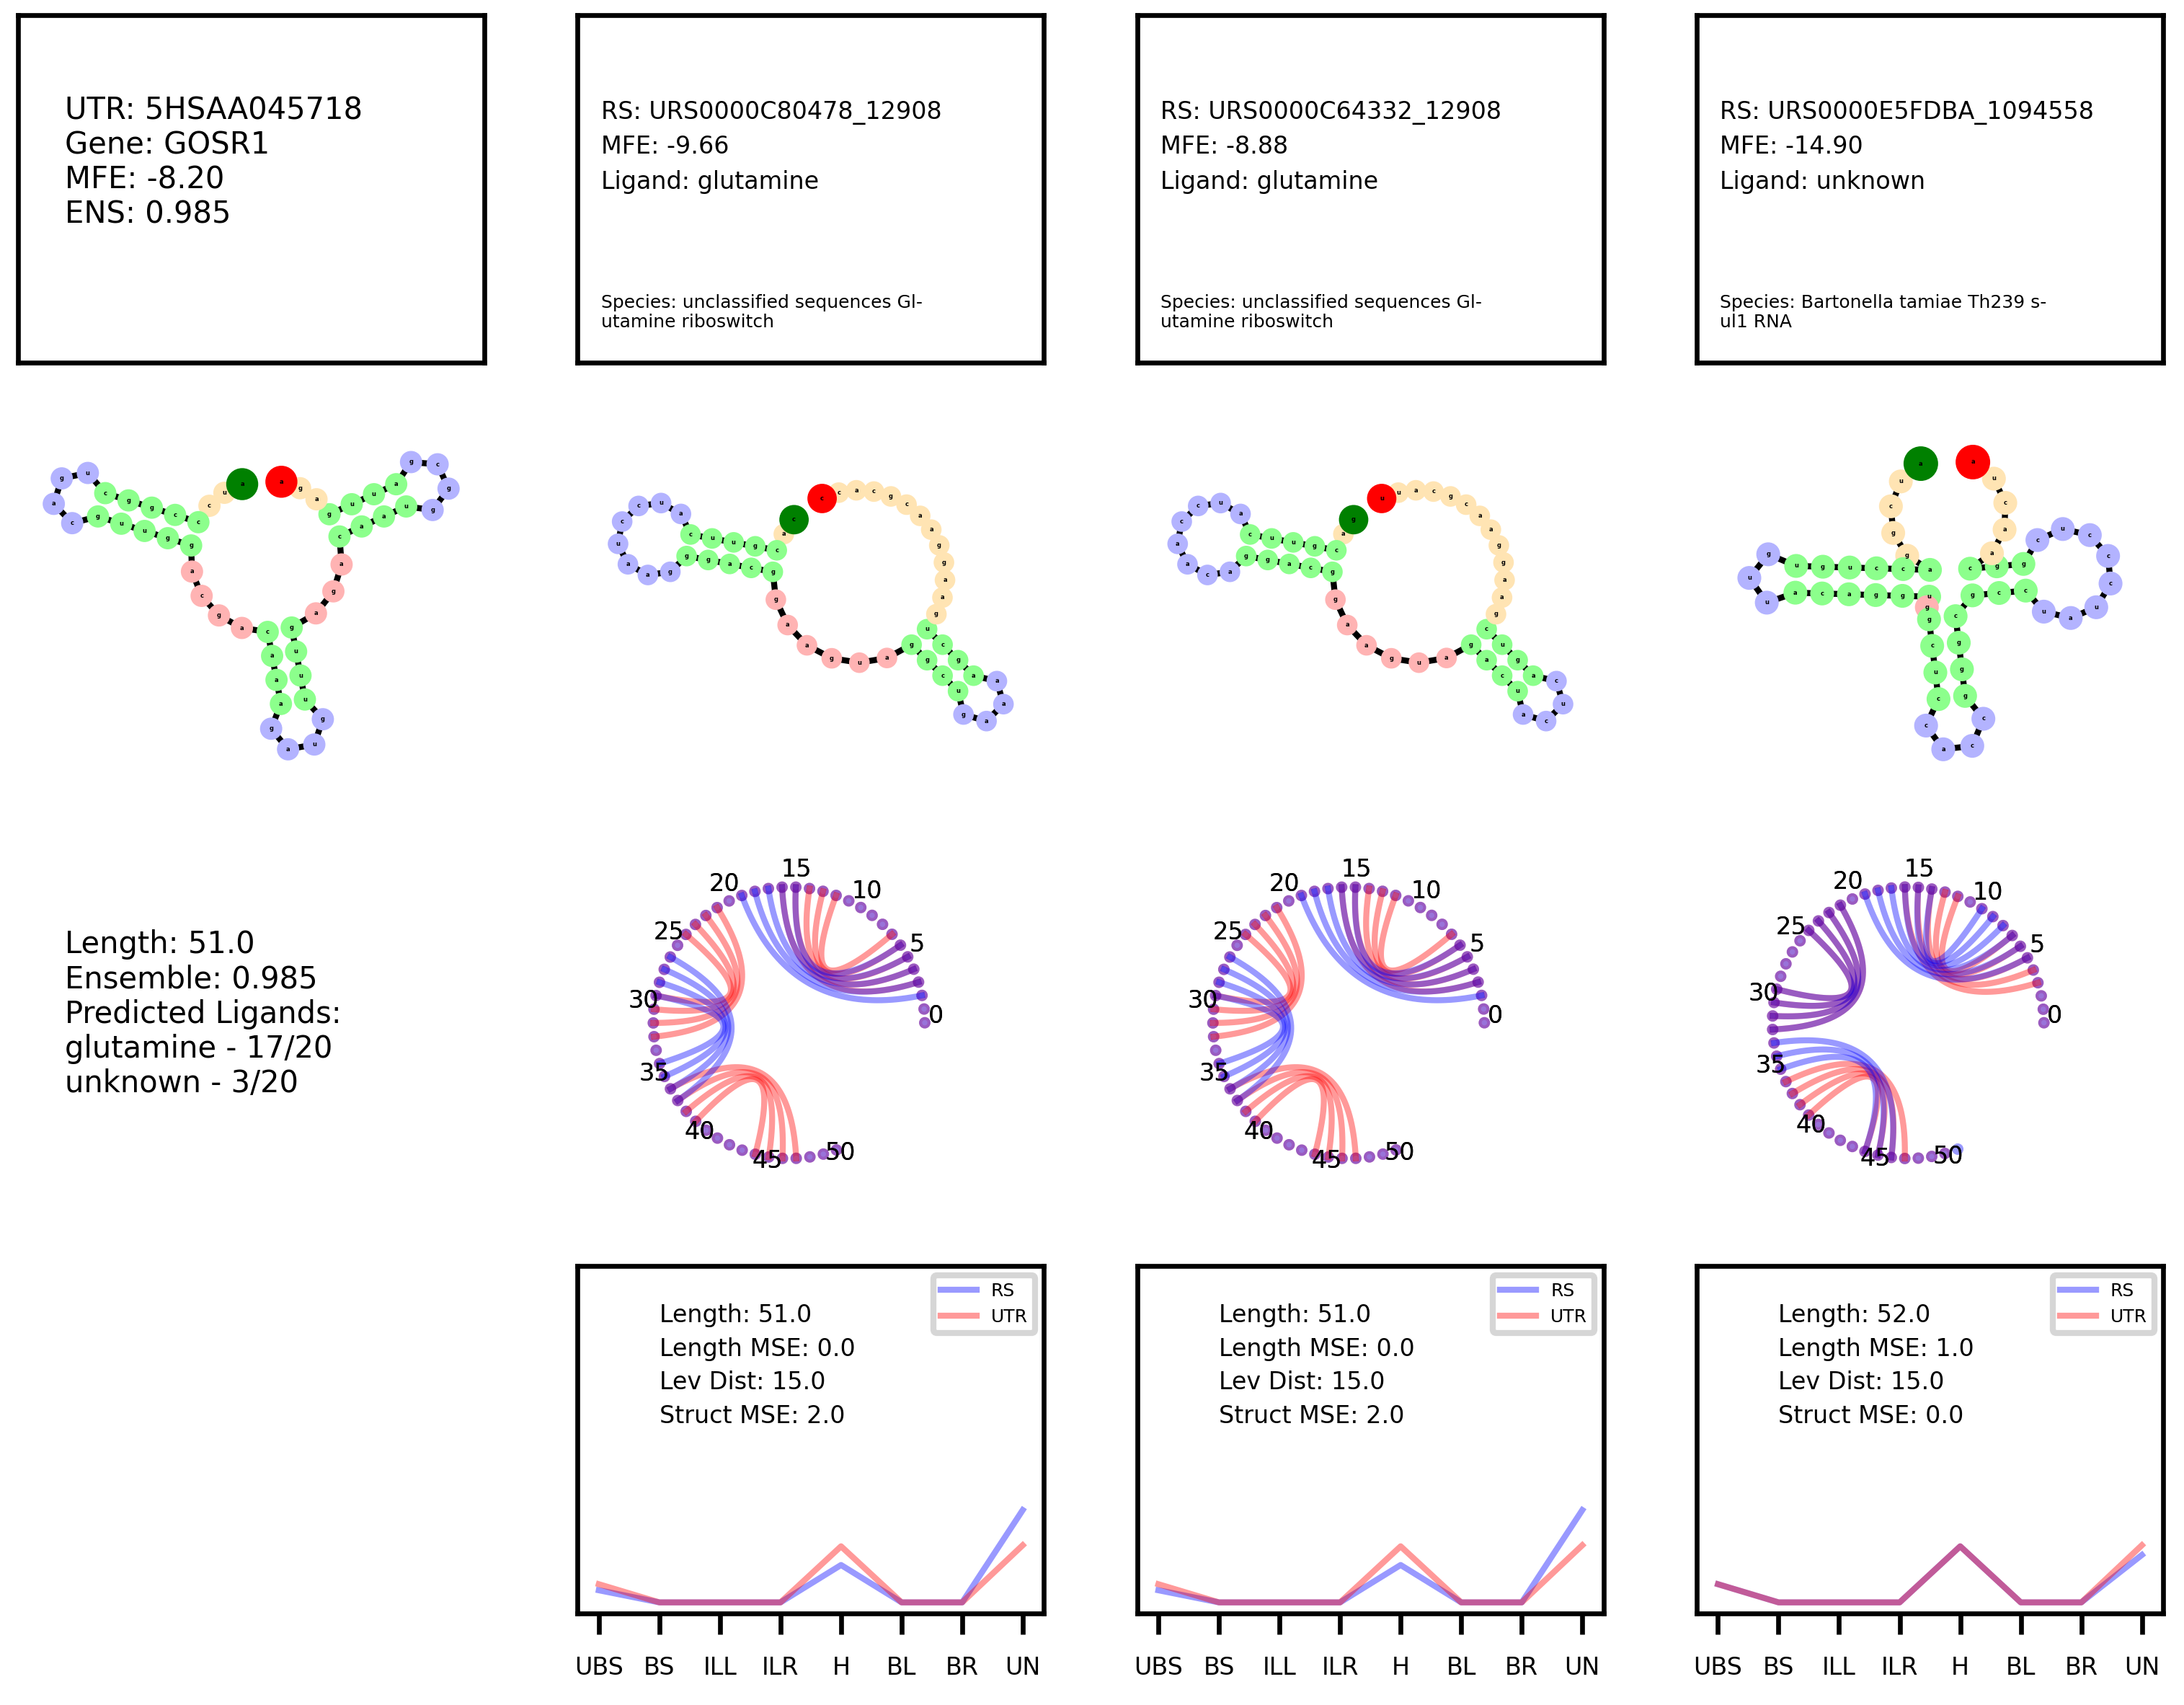 UTR: 5HSAA045718
Gene: GOSR1
MFE: -8.20
ENS: 0.985
RS: URS0000C80478_12908
MFE: -9.66
Ligand: glutamine
Species: unclassified sequences Gl-
utamine riboswitch
RS: URS0000C64332_12908
MFE: -8.88
Ligand: glutamine
Species: unclassified sequences Gl-
utamine riboswitch
RS: URS0000E5FDBA_1094558
MFE: -14.90
Ligand: unknown
Species: Bartonella tamiae Th239 s-
ul1 RNA
Length: 51.0
Ensemble: 0.985
Predicted Ligands:
glutamine - 17/20
unknown - 3/20
0
5
10
15
20
25
30
35
40
45
50
0
5
10
15
20
25
30
35
40
45
50
0
5
10
15
20
25
30
35
40
45
50
RS
UTR
Length: 51.0
Length MSE: 0.0
Lev Dist: 15.0
Struct MSE: 2.0
UBS BS ILL ILR H BL BR UN
RS
UTR
Length: 51.0
Length MSE: 0.0
Lev Dist: 15.0
Struct MSE: 2.0
UBS BS ILL ILR H BL BR UN
RS
UTR
Length: 52.0
Length MSE: 1.0
Lev Dist: 15.0
Struct MSE: 0.0
UBS BS ILL ILR H BL BR UN